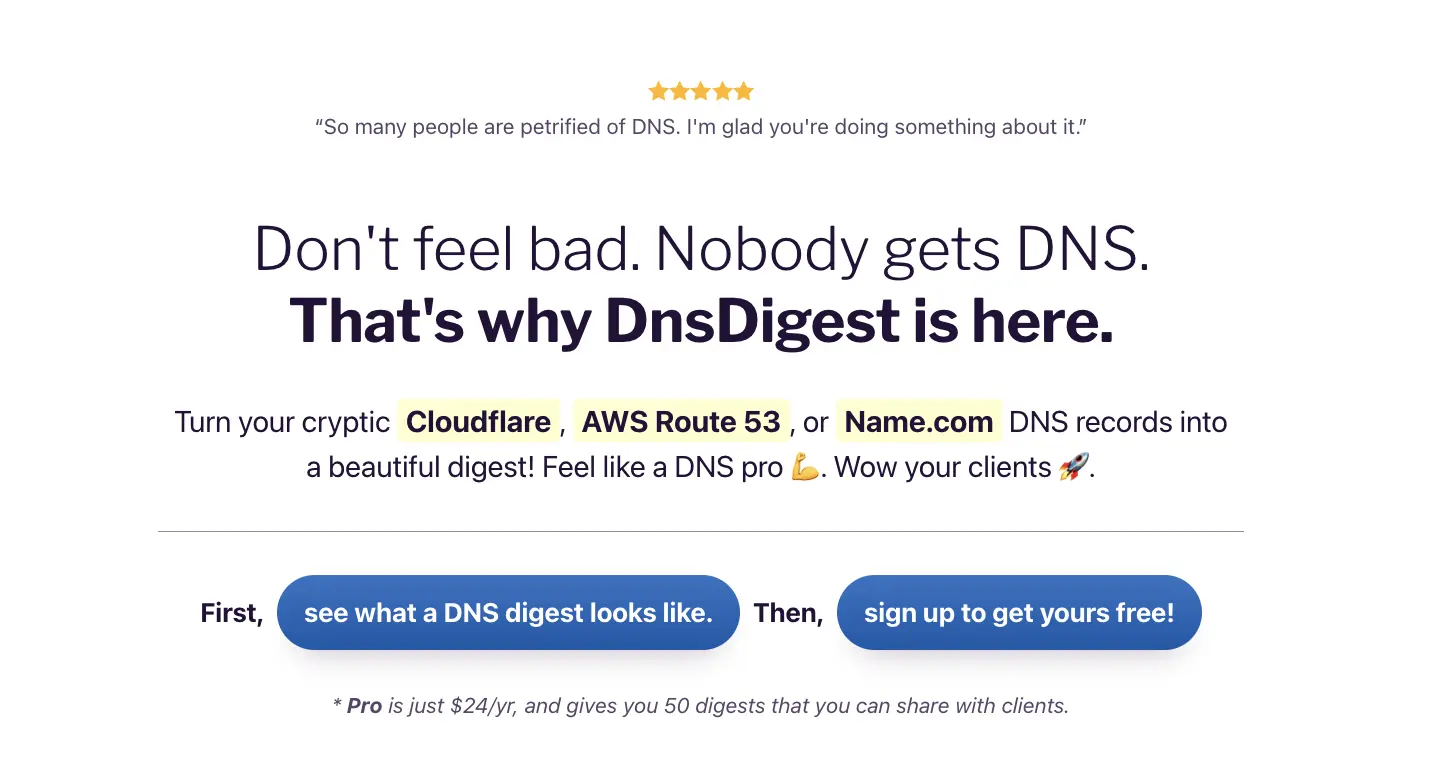 “So many people are petrified of DNS. I'm glad you're doing something about it.”
Don't feel bad. Nobody gets DNS.
That's why DnsDigest is here.
Turn your cryptic Cloudflare , AWS Route 53 , or Name.com DNS records into
a beautiful digest! Feel like a DNS pro 💪. Wow your clients 🚀.
First, see what a DNS digest looks like. Then, sign up to get yours free!
* Pro is just $24/yr, and gives you 50 digests that you can share with clients.